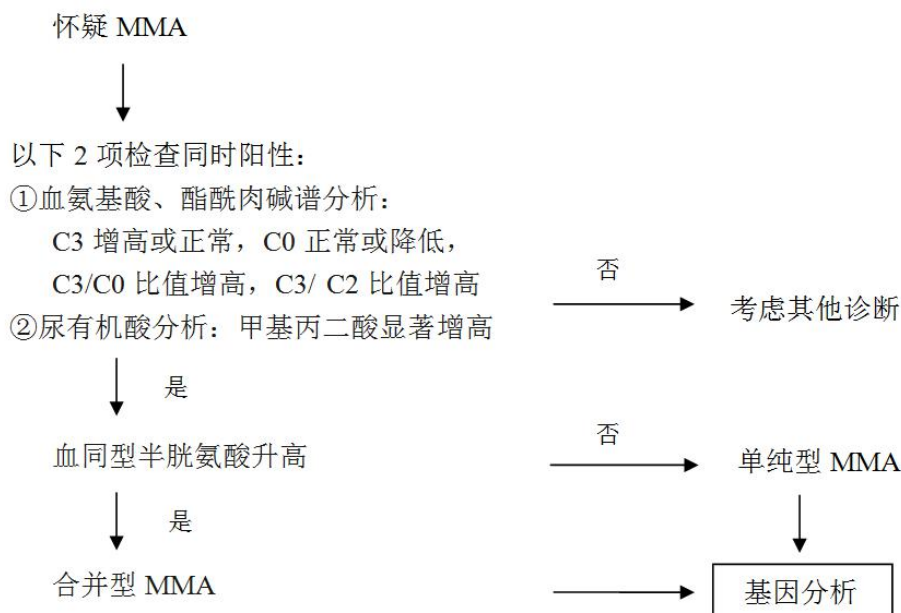 怀疑 MMA
以下 2 项检查同时阳性：
①血氨基酸、酯酰肉碱谱分析：
C3 增高或正常，C0 正常或降低，
C3/C0 比值增高，C3/ C2 比值增高
否
考虑其他诊断
②尿有机酸分析：甲基丙二酸显著增高
是
血同型半胱氨酸升高
否
单纯型 MMA
是
合并型 MMA
基因分析